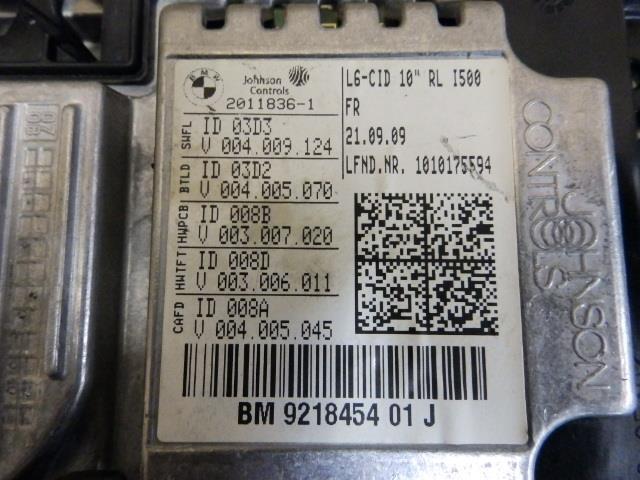 BMW
Johnson
Controls
2011836-1
SWFL
ID 03D3
V 004.009.124
BTLD
ID 03D2
V 004.005.070
HWPCB
ID 008B
V 003.007.020
HWTFT
ID 008D
V 003.006.011
CAFD
ID 008A
V 004.005.045
L6-CID 10" RL I500
FR
21.09.09
LFND.NR. 1010175594
BM 9218454 01 J
JOHNSON
CONTROLS